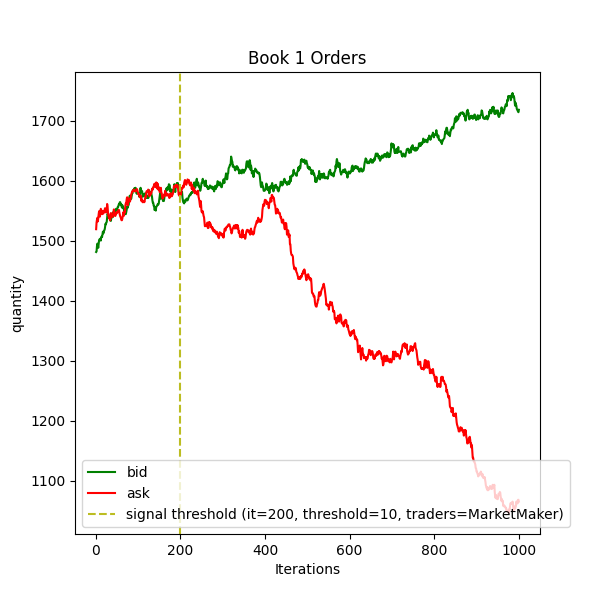 Book 1 Orders
quantity
1700
1600
1500
1400
1300
1200
1100
bid
ask
signal threshold (it=200, threshold=10, traders=MarketMaker)
0 200 400 600 800 1000
Iterations